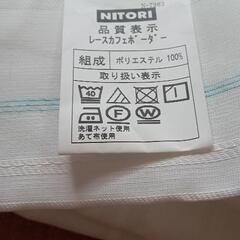 N-7983
NITORI
品質表示
レースカフェボーダー
組成 ポリエステル 100%
取り扱い表示
40
P W
洗濯ネット使用
あて布使用